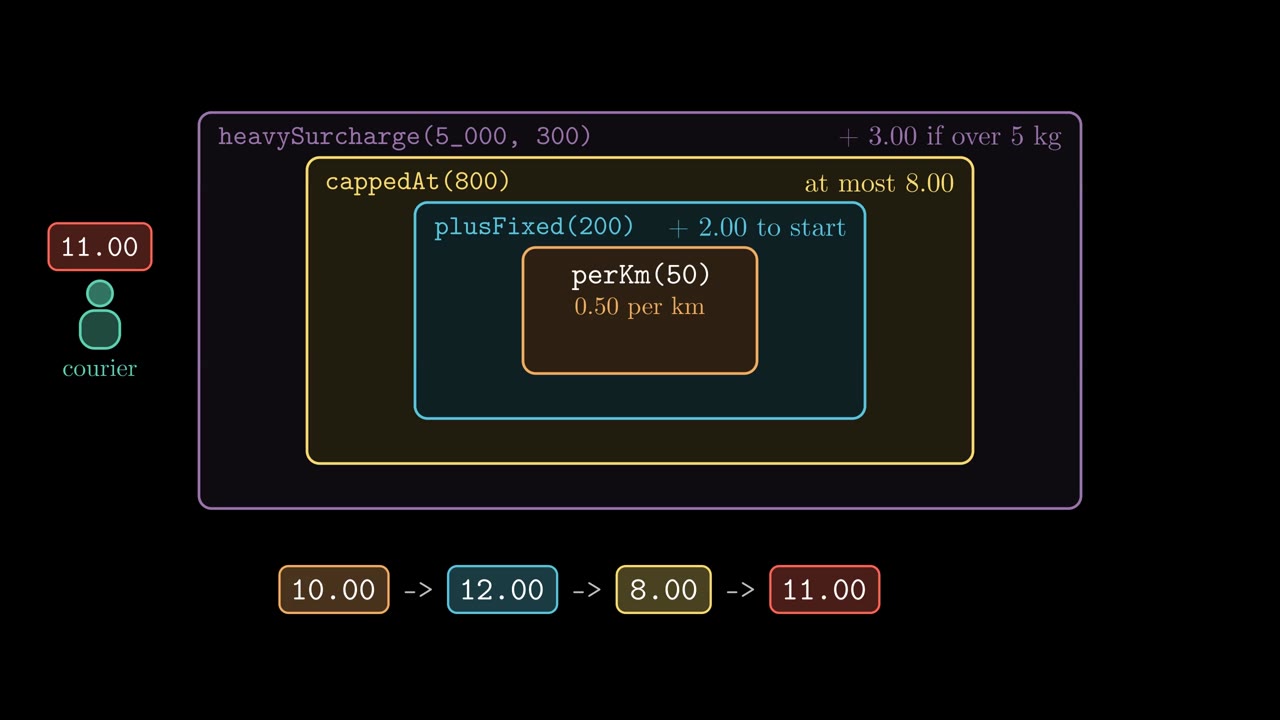 heavySurcharge(5_000, 300) + 3.00 if over 5 kg
cappedAt(800) at most 8.00
plusFixed(200) + 2.00 to start
perKm(50)
0.50 per km
11.00
courier
10.00 -> 12.00 -> 8.00 -> 11.00